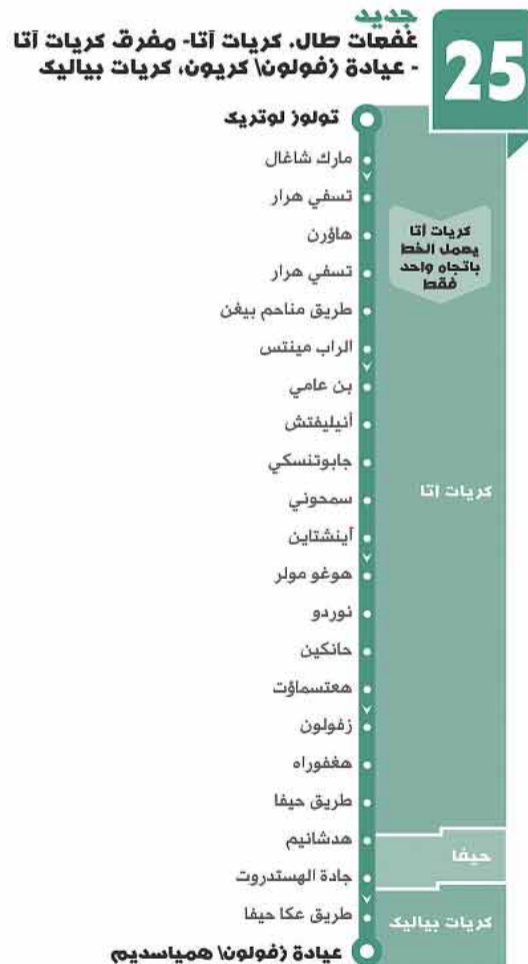 جديد
25
غفعات طال. كريات آتا- مفرق كريات آتا
- عيادة زفولون\ كريون، كريات بياليك
تولوز لوتريك
مارك شاغال
تسفي هرار
كريات آتا
يعمل الخط
باتجاه واحد
فقط
هاؤرن
تسفي هرار
طريق مناحم بيغن
الراب مينتس
بن عامي
أنيليفتش
جابوتنسكي
كريات آتا
سمحوني
آينشتاين
هوغو مولر
نوردو
حانكين
هعتسماؤت
زفولون
هغفوراه
طريق حيفا
هدشانيم
حيفا
جادة الهستدروت
طريق عكا حيفا
كريات بياليك
عيادة زفولون\ همياسديم